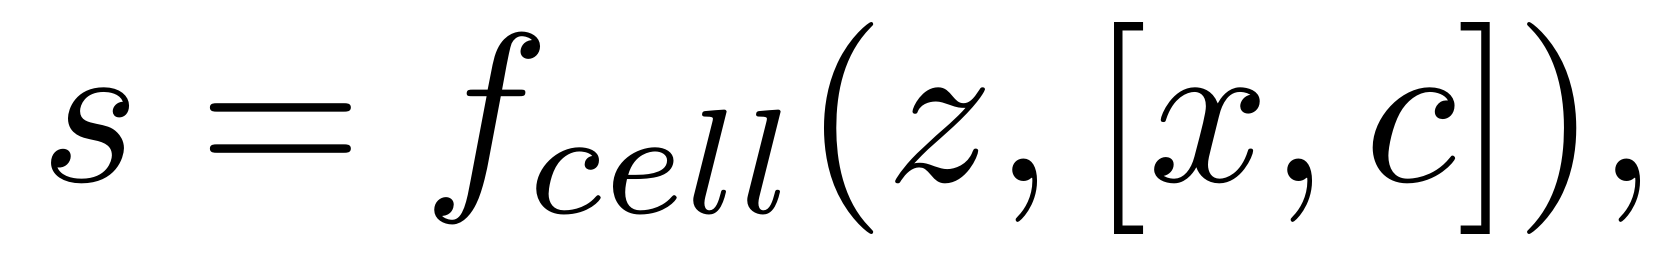 s = f_{cell}(z, [x, c]),